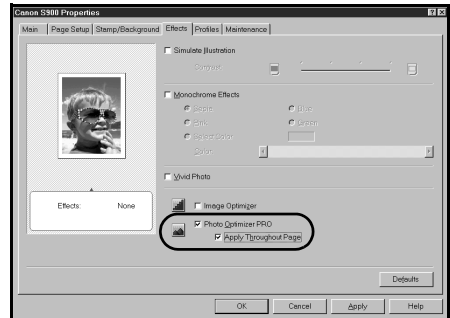 Canon S900 Properties
Main Page Setup Stamp/Background Effects Profiles Maintenance
Simulate Illustration
Contrast
Monochrome Effects
Sepia Blue
Pink Green
Select Color
Color
Vivid Photo
Effects: None
Image Optimizer
Photo Optimizer PRO
Apply Throughout Page
Defaults
OK Cancel Apply Help